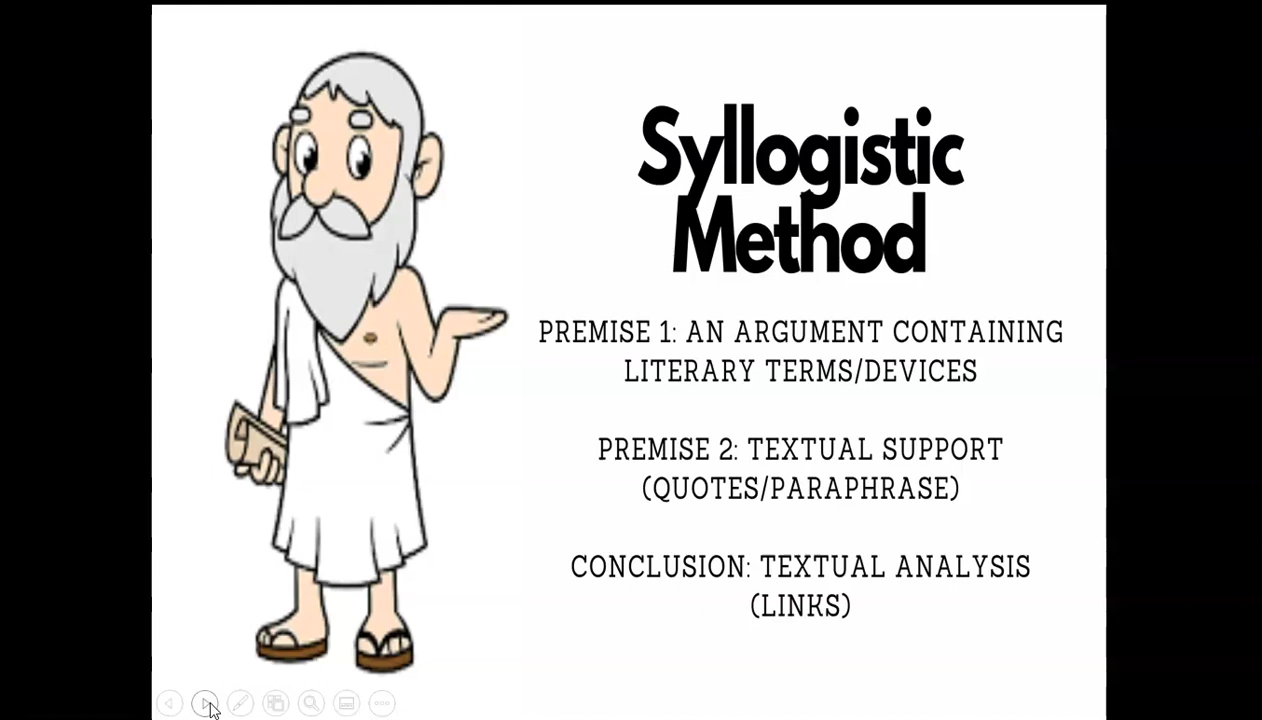 Syllogistic
Method
PREMISE 1: AN ARGUMENT CONTAINING
LITERARY TERMS/DEVICES
PREMISE 2: TEXTUAL SUPPORT
(QUOTES/PARAPHRASE)
CONCLUSION: TEXTUAL ANALYSIS
(LINKS)